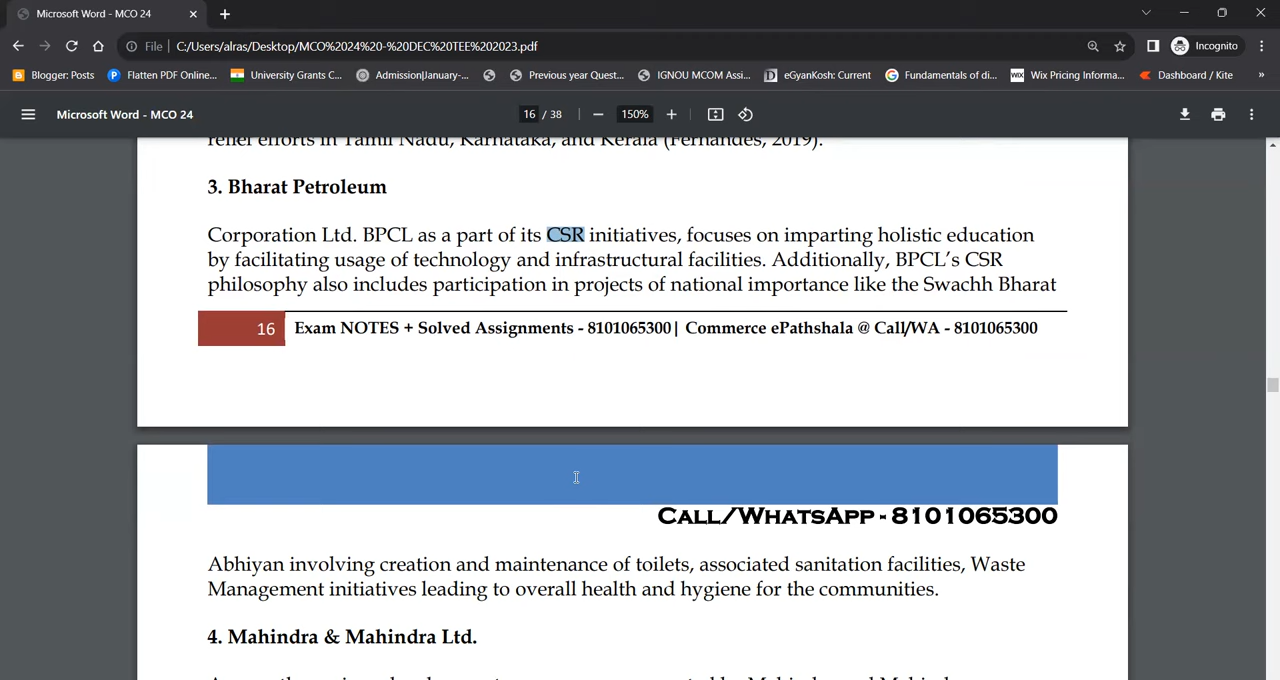 Microsoft Word - MCO 24
File
C:/Users/alras/Desktop/MCO%2024%20-%20DEC%20TEE%202023.pdf
Incognito
Blogger: Posts
Flatten PDF Online...
University Grants C...
Admission|January-...
Previous year Quest...
IGNOU MCOM Assi...
eGyanKosh: Current
Fundamentals of di...
WIX
Wix Pricing Informa...
Dashboard / Kite
»
Microsoft Word - MCO 24
16 / 38
150%
relief efforts in Tamil Nadu, Karnataka, and Kerala (Fernandes, 2019).
3. Bharat Petroleum
Corporation Ltd. BPCL as a part of its CSR initiatives, focuses on imparting holistic education
by facilitating usage of technology and infrastructural facilities. Additionally, BPCL's CSR
philosophy also includes participation in projects of national importance like the Swachh Bharat
16
Exam NOTES + Solved Assignments - 8101065300| Commerce ePathshala @ Call/WA - 8101065300
CALL/WHATSAPP - 8101065300
Abhiyan involving creation and maintenance of toilets, associated sanitation facilities, Waste
Management initiatives leading to overall health and hygiene for the communities.
4. Mahindra & Mahindra Ltd.